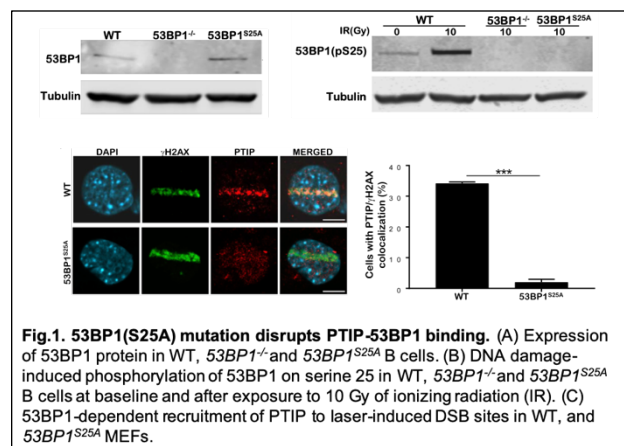 WT 53BP1-/- 53BP1S25A
53BP1
Tubulin
WT 53BP1-/- 53BP1S25A
IR(Gy) 0 10 10 10
53BP1(pS25)
Tubulin
DAPI γH2AX PTIP MERGED
WT
53BP1S25A
Cells with PTIP/γH2AX
colocalization (%)
40
30
20
10
0
***
WT 53BP1S25A
Fig.1. 53BP1(S25A) mutation disrupts PTIP-53BP1 binding. (A) Expression
of 53BP1 protein in WT, 53BP1-/- and 53BP1S25A B cells. (B) DNA damage-
induced phosphorylation of 53BP1 on serine 25 in WT, 53BP1-/- and 53BP1S25A
B cells at baseline and after exposure to 10 Gy of ionizing radiation (IR). (C)
53BP1-dependent recruitment of PTIP to laser-induced DSB sites in WT, and
53BP1S25A MEFs.